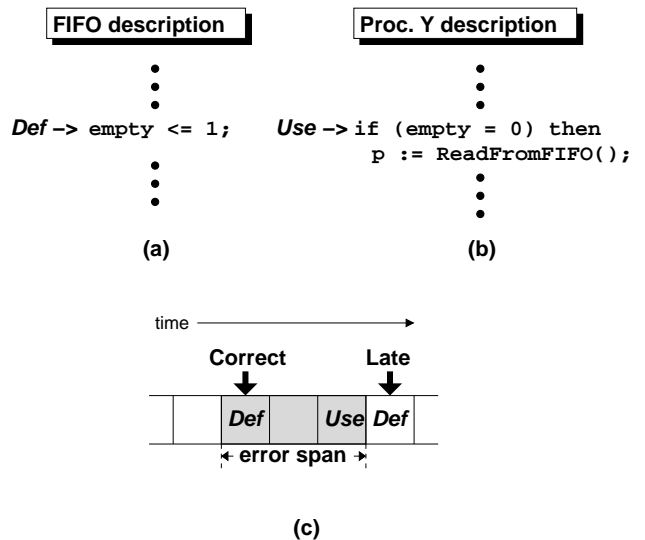 FIFO description
Proc. Y description
Def –> empty <= 1;
Use –> if (empty = 0) then
p := ReadFromFIFO();
(a)
(b)
time
Correct
Late
Def
Use
Def
error span
(c)